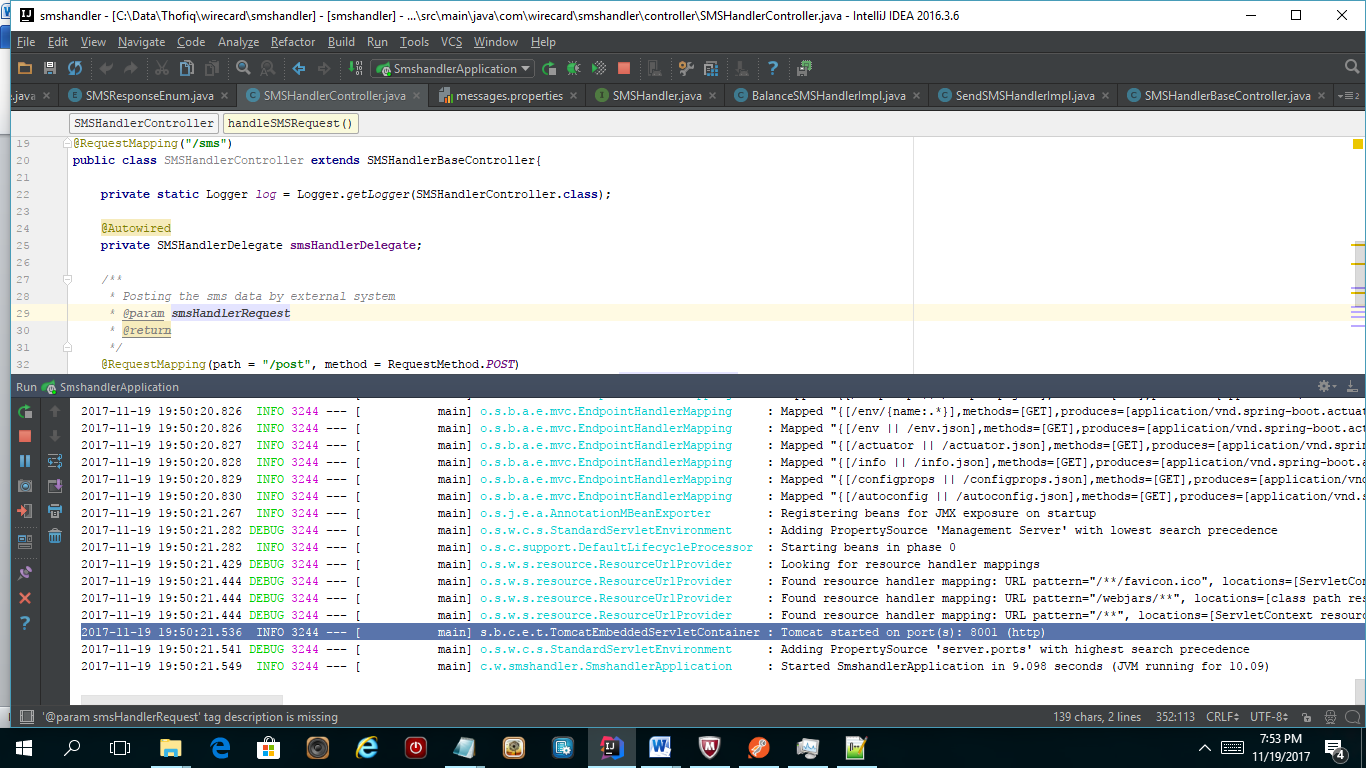 smshandler - [C:\Data\Thofiq\wirecard\smshandler] - [smshandler] - ...\src\main\java\com\wirecard\smshandler\controller\SMSHandlerController.java - IntelliJ IDEA 2016.3.6
File Edit View Navigate Code Analyze Refactor Build Run Tools VCS Window Help
SmshandlerApplication
e.java SMSResponseEnum.java SMSHandlerController.java messages.properties SMSHandler.java BalanceSMSHandlerImpl.java SendSMSHandlerImpl.java SMSHandlerBaseController.java 2
SMSHandlerController handleSMSRequest()
19 @RequestMapping("/sms")
20 public class SMSHandlerController extends SMSHandlerBaseController{
21
22 private static Logger log = Logger.getLogger(SMSHandlerController.class);
23
24 @Autowired
25 private SMSHandlerDelegate smsHandlerDelegate;
26
27 /**
28 * Posting the sms data by external system
29 * @param smsHandlerRequest
30 * @return
31 */
32 @RequestMapping(path = "/post", method = RequestMethod.POST)
Run SmshandlerApplication
2017-11-19 19:50:20.826 INFO 3244 --- [ main] o.s.b.a.e.mvc.EndpointHandlerMapping : Mapped "{[/env/{name:.*}],methods=[GET],produces=[application/vnd.spring-boot.actuat
2017-11-19 19:50:20.826 INFO 3244 --- [ main] o.s.b.a.e.mvc.EndpointHandlerMapping : Mapped "{[/env || /env.json],methods=[GET],produces=[application/vnd.spring-boot.act
2017-11-19 19:50:20.827 INFO 3244 --- [ main] o.s.b.a.e.mvc.EndpointHandlerMapping : Mapped "{[/actuator || /actuator.json],methods=[GET],produces=[application/vnd.sprin
2017-11-19 19:50:20.828 INFO 3244 --- [ main] o.s.b.a.e.mvc.EndpointHandlerMapping : Mapped "{[/info || /info.json],methods=[GET],produces=[application/vnd.spring-boot.a
2017-11-19 19:50:20.829 INFO 3244 --- [ main] o.s.b.a.e.mvc.EndpointHandlerMapping : Mapped "{[/configprops || /configprops.json],methods=[GET],produces=[application/vnd
2017-11-19 19:50:20.830 INFO 3244 --- [ main] o.s.b.a.e.mvc.EndpointHandlerMapping : Mapped "{[/autoconfig || /autoconfig.json],methods=[GET],produces=[application/vnd.s
2017-11-19 19:50:21.267 INFO 3244 --- [ main] o.s.j.e.a.AnnotationMBeanExporter : Registering beans for JMX exposure on startup
2017-11-19 19:50:21.282 DEBUG 3244 --- [ main] o.s.w.c.s.StandardServletEnvironment : Adding PropertySource 'Management Server' with lowest search precedence
2017-11-19 19:50:21.282 INFO 3244 --- [ main] o.s.c.support.DefaultLifecycleProcessor : Starting beans in phase 0
2017-11-19 19:50:21.429 DEBUG 3244 --- [ main] o.s.w.s.resource.ResourceUrlProvider : Looking for resource handler mappings
2017-11-19 19:50:21.444 DEBUG 3244 --- [ main] o.s.w.s.resource.ResourceUrlProvider : Found resource handler mapping: URL pattern="/**/favicon.ico", locations=[ServletCo
2017-11-19 19:50:21.444 DEBUG 3244 --- [ main] o.s.w.s.resource.ResourceUrlProvider : Found resource handler mapping: URL pattern="/webjars/**", locations=[class path res
2017-11-19 19:50:21.444 DEBUG 3244 --- [ main] o.s.w.s.resource.ResourceUrlProvider : Found resource handler mapping: URL pattern="/**", locations=[ServletContext resourc
2017-11-19 19:50:21.536 INFO 3244 --- [ main] s.b.c.e.t.TomcatEmbeddedServletContainer : Tomcat started on port(s): 8001 (http)
2017-11-19 19:50:21.541 DEBUG 3244 --- [ main] o.s.w.c.s.StandardServletEnvironment : Adding PropertySource 'server.ports' with highest search precedence
2017-11-19 19:50:21.549 INFO 3244 --- [ main] c.w.smshandler.SmshandlerApplication : Started SmshandlerApplication in 9.098 seconds (JVM running for 10.09)
'@param smsHandlerRequest' tag description is missing 139 chars, 2 lines 352:113 CRLF UTF-8
7:53 PM
11/19/2017
4